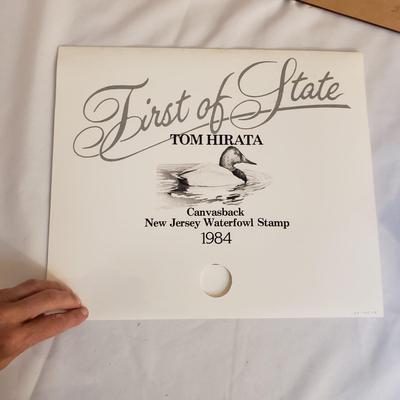 First of State
TOM HIRATA
Canvasback
New Jersey Waterfowl Stamp
1984